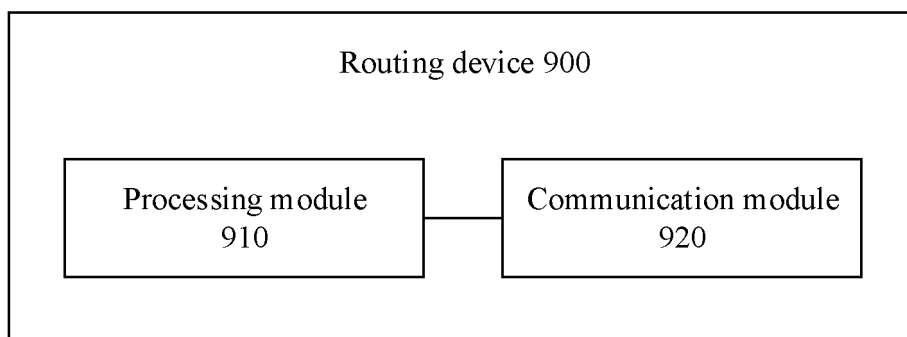 Routing device 900
Processing module
910
Communication module
920